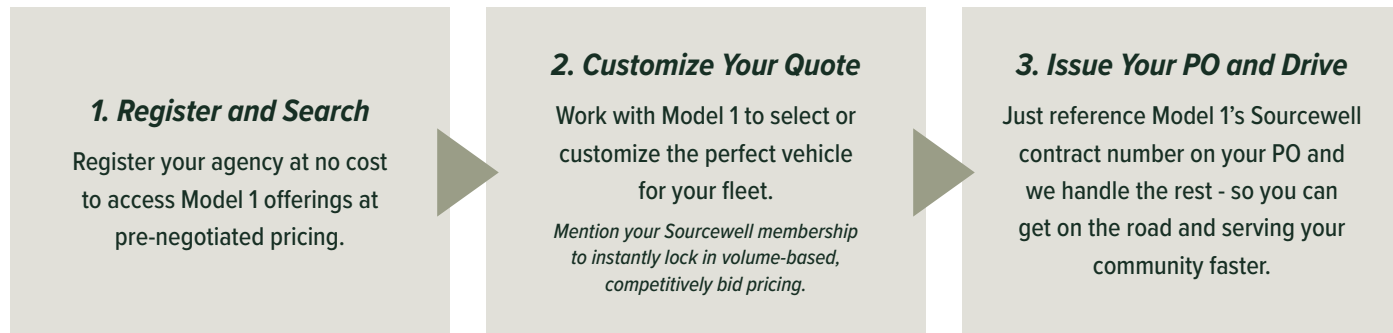 1. Register and Search
Register your agency at no cost
to access Model 1 offerings at
pre-negotiated pricing.
2. Customize Your Quote
Work with Model 1 to select or
customize the perfect vehicle
for your fleet.
Mention your Sourcewell membership
to instantly lock in volume-based,
competitively bid pricing.
3. Issue Your PO and Drive
Just reference Model 1’s Sourcewell
contract number on your PO and
we handle the rest - so you can
get on the road and serving your
community faster.